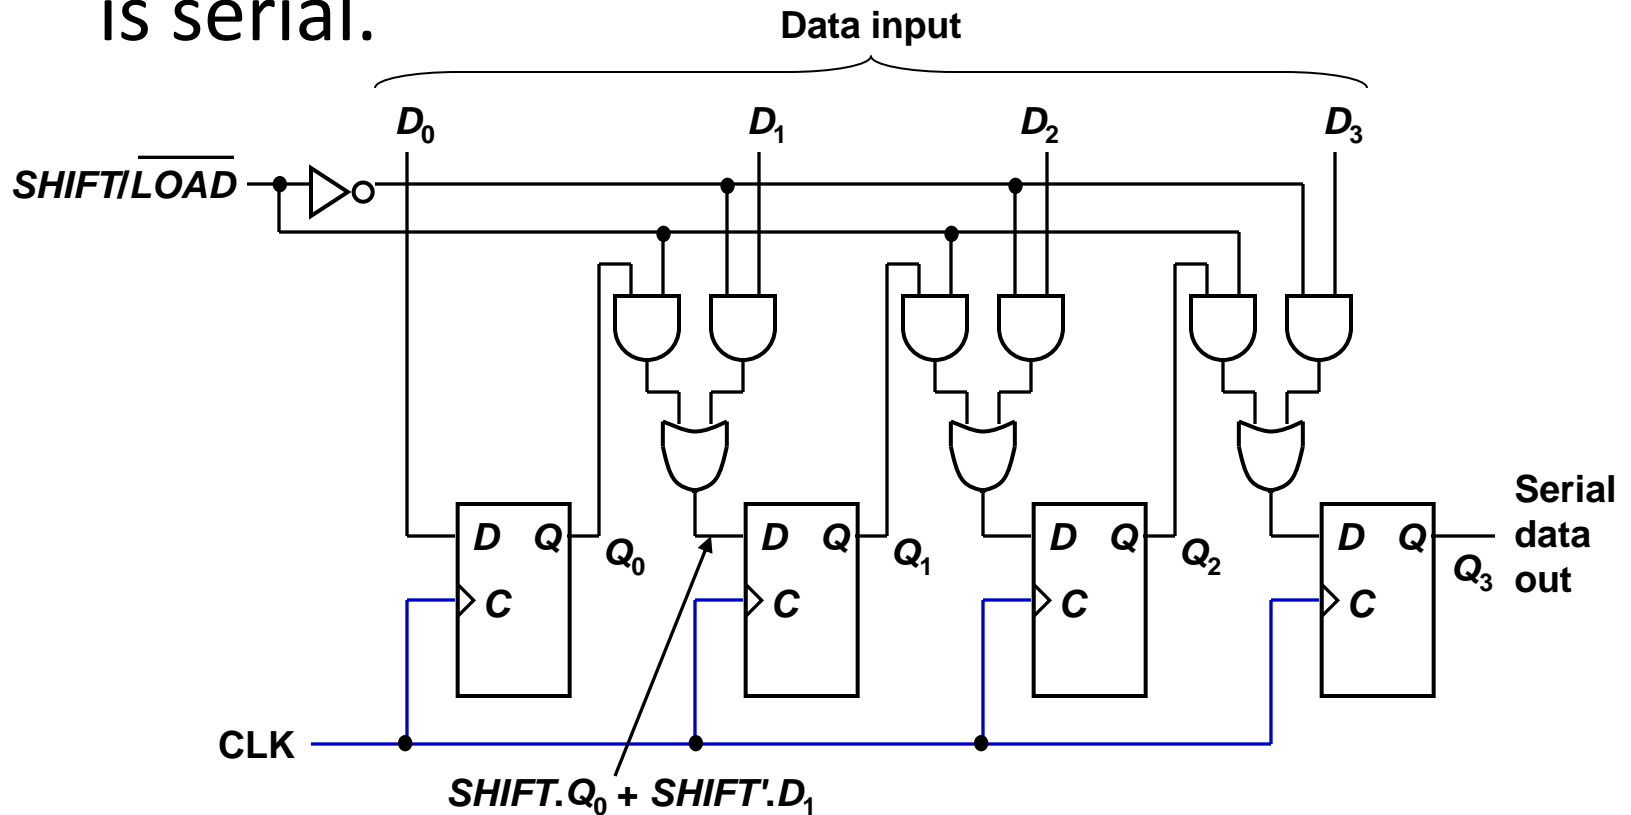 is serial.
Data input
D0 D1 D2 D3
SHIFT/LOAD
D Q Q0 D Q Q1 D Q Q2 D Q Q3
C C C C
Serial
data
out
CLK
SHIFT.Q0 + SHIFT'.D1